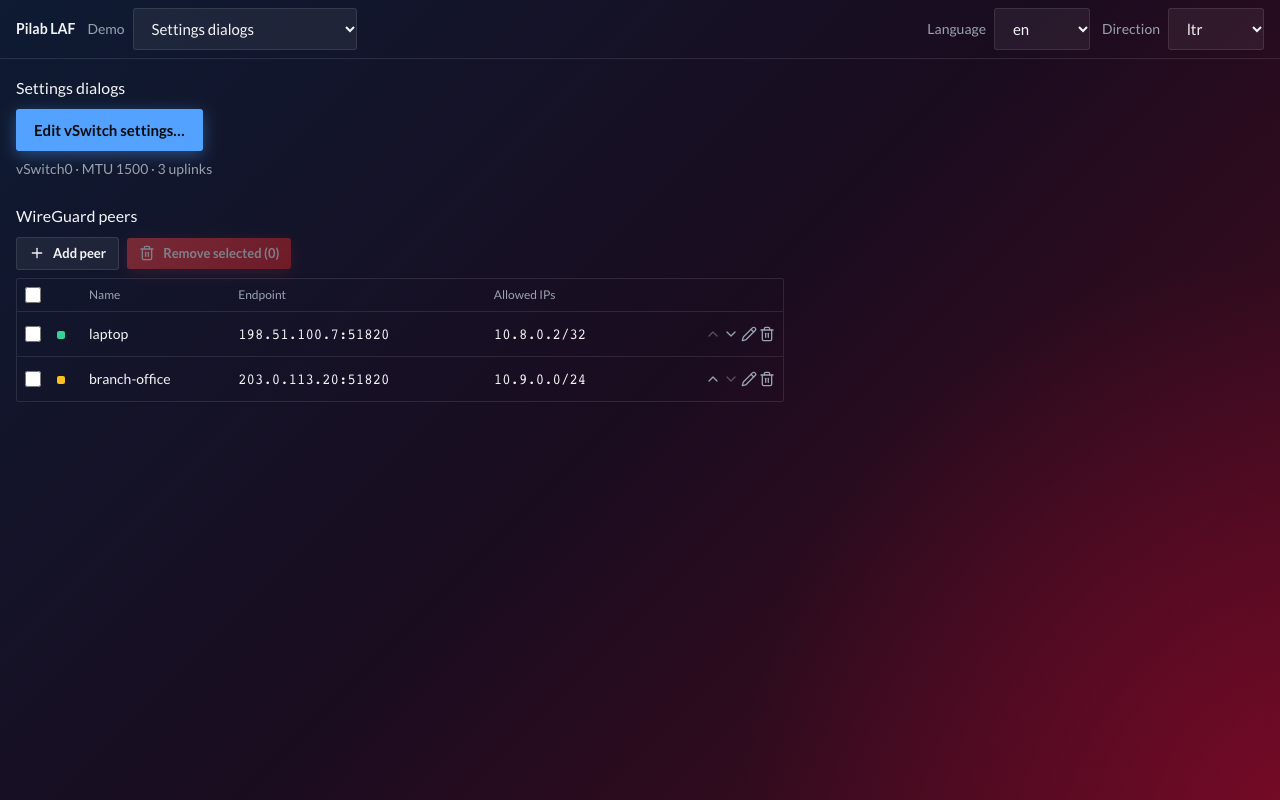 Pilab LAF Demo Settings dialogs Language en Direction ltr
Settings dialogs
Edit vSwitch settings...
vSwitch0 · MTU 1500 · 3 uplinks
WireGuard peers
Add peer Remove selected (0)
Name Endpoint Allowed IPs
laptop 198.51.100.7:51820 10.8.0.2/32
branch-office 203.0.113.20:51820 10.9.0.0/24